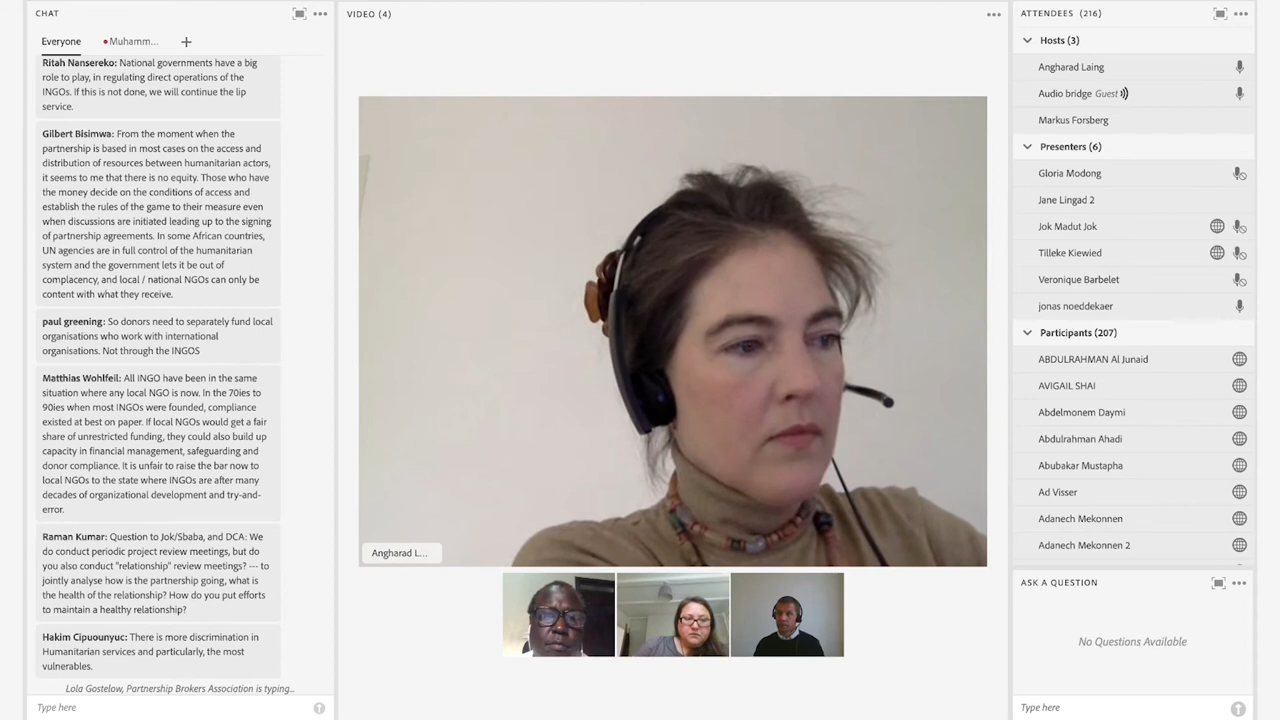 CHAT
Everyone
Muhamm...
Ritah Nansereko: National governments have a big
role to play, in regulating direct operations of the
INGOs. If this is not done, we will continue the lip
service.
Gilbert Bisimwa: From the moment when the
partnership is based in most cases on the access and
distribution of resources between humanitarian actors,
it seems to me that there is no equity. Those who have
the money decide on the conditions of access and
establish the rules of the game to their measure even
when discussions are initiated leading up to the signing
of partnership agreements. In some African countries,
UN agencies are in full control of the humanitarian
system and the government lets it be out of
complacency, and local / national NGOs can only be
content with what they receive.
paul greening: So donors need to separately fund local
organisations who work with international
organisations. Not through the INGOS
Matthias Wohlfeil: All INGO have been in the same
situation where any local NGO is now. In the 70ies to
90ies when most INGOs were founded, compliance
existed at best on paper. If local NGOs would get a fair
share of unrestricted funding, they could also build up
capacity in financial management, safeguarding and
donor compliance. It is unfair to raise the bar now to
local NGOs to the state where INGOs are after many
decades of organizational development and try-and-
error.
Raman Kumar: Question to Jok/Sbaba, and DCA: We
do conduct periodic project review meetings, but do
you also conduct "relationship" review meetings? --- to
jointly analyse how is the partnership going, what is
the health of the relationship? How do you put efforts
to maintain a healthy relationship?
Hakim Cipuounyuc: There is more discrimination in
Humanitarian services and particularly, the most
vulnerables.
Lola Gostelow, Partnership Brokers Association is typing...
Type here
VIDEO (4)
Angharad L...
ATTENDEES (216)
Hosts (3)
Angharad Laing
Audio bridge Guest
Markus Forsberg
Presenters (6)
Gloria Modong
Jane Lingad 2
Jok Madut Jok
Tilleke Kiewied
Veronique Barbelet
jonas noeddekaer
Participants (207)
ABDULRAHMAN Al Junaid
AVIGAIL SHAI
Abdelmonem Daymi
Abdulrahman Ahadi
Abubakar Mustapha
Ad Visser
Adanech Mekonnen
Adanech Mekonnen 2
ASK A QUESTION
No Questions Available
Type here